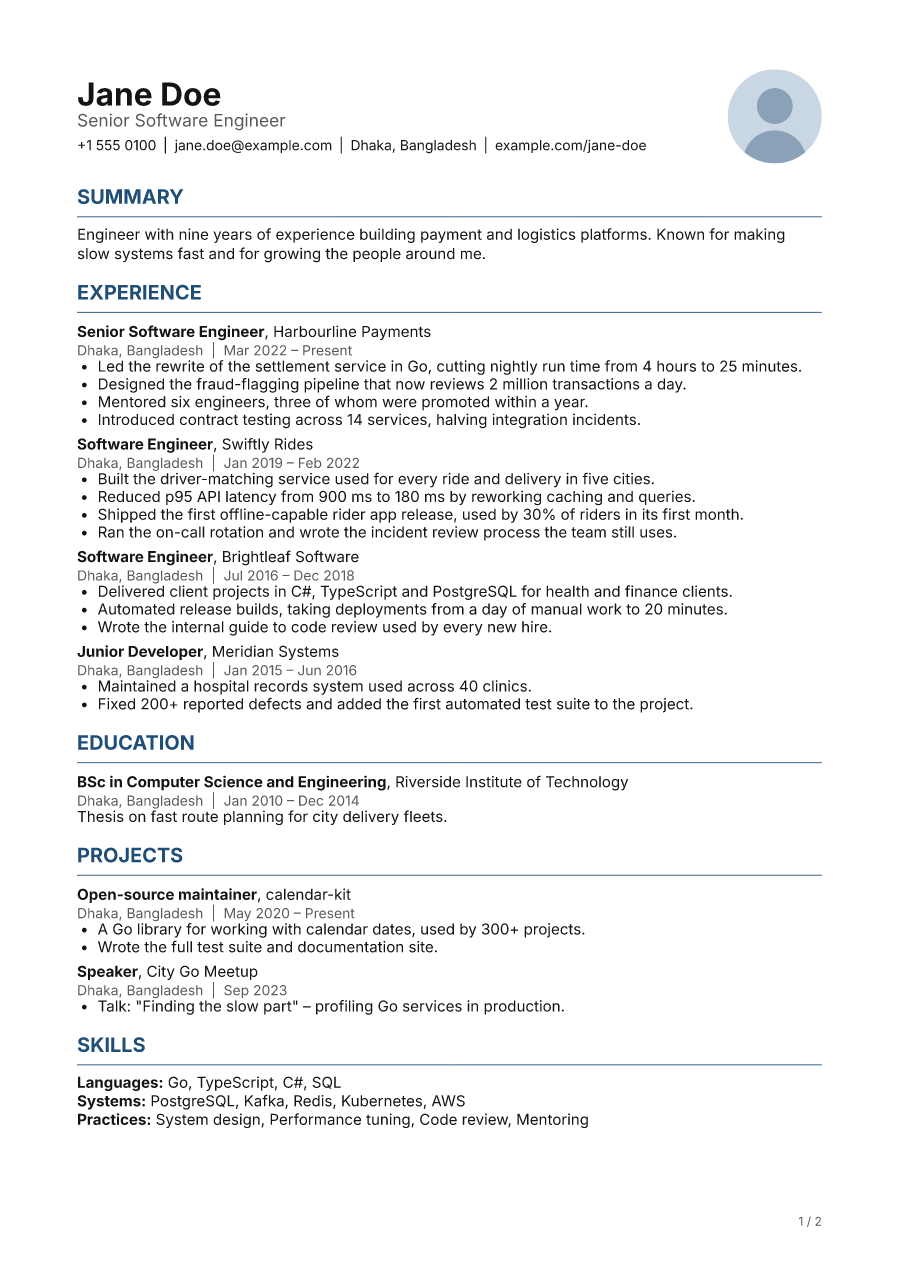 Jane Doe
Senior Software Engineer
+1 555 0100 | jane.doe@example.com | Dhaka, Bangladesh | example.com/jane-doe
SUMMARY
Engineer with nine years of experience building payment and logistics platforms. Known for making
slow systems fast and for growing the people around me.
EXPERIENCE
Senior Software Engineer, Harbourline Payments
Dhaka, Bangladesh | Mar 2022 – Present
• Led the rewrite of the settlement service in Go, cutting nightly run time from 4 hours to 25 minutes.
• Designed the fraud-flagging pipeline that now reviews 2 million transactions a day.
• Mentored six engineers, three of whom were promoted within a year.
• Introduced contract testing across 14 services, halving integration incidents.
Software Engineer, Swiftly Rides
Dhaka, Bangladesh | Jan 2019 – Feb 2022
• Built the driver-matching service used for every ride and delivery in five cities.
• Reduced p95 API latency from 900 ms to 180 ms by reworking caching and queries.
• Shipped the first offline-capable rider app release, used by 30% of riders in its first month.
• Ran the on-call rotation and wrote the incident review process the team still uses.
Software Engineer, Brightleaf Software
Dhaka, Bangladesh | Jul 2016 – Dec 2018
• Delivered client projects in C#, TypeScript and PostgreSQL for health and finance clients.
• Automated release builds, taking deployments from a day of manual work to 20 minutes.
• Wrote the internal guide to code review used by every new hire.
Junior Developer, Meridian Systems
Dhaka, Bangladesh | Jan 2015 – Jun 2016
• Maintained a hospital records system used across 40 clinics.
• Fixed 200+ reported defects and added the first automated test suite to the project.
EDUCATION
BSc in Computer Science and Engineering, Riverside Institute of Technology
Dhaka, Bangladesh | Jan 2010 – Dec 2014
Thesis on fast route planning for city delivery fleets.
PROJECTS
Open-source maintainer, calendar-kit
Dhaka, Bangladesh | May 2020 – Present
• A Go library for working with calendar dates, used by 300+ projects.
• Wrote the full test suite and documentation site.
Speaker, City Go Meetup
Dhaka, Bangladesh | Sep 2023
• Talk: "Finding the slow part" – profiling Go services in production.
SKILLS
Languages: Go, TypeScript, C#, SQL
Systems: PostgreSQL, Kafka, Redis, Kubernetes, AWS
Practices: System design, Performance tuning, Code review, Mentoring
1 / 2